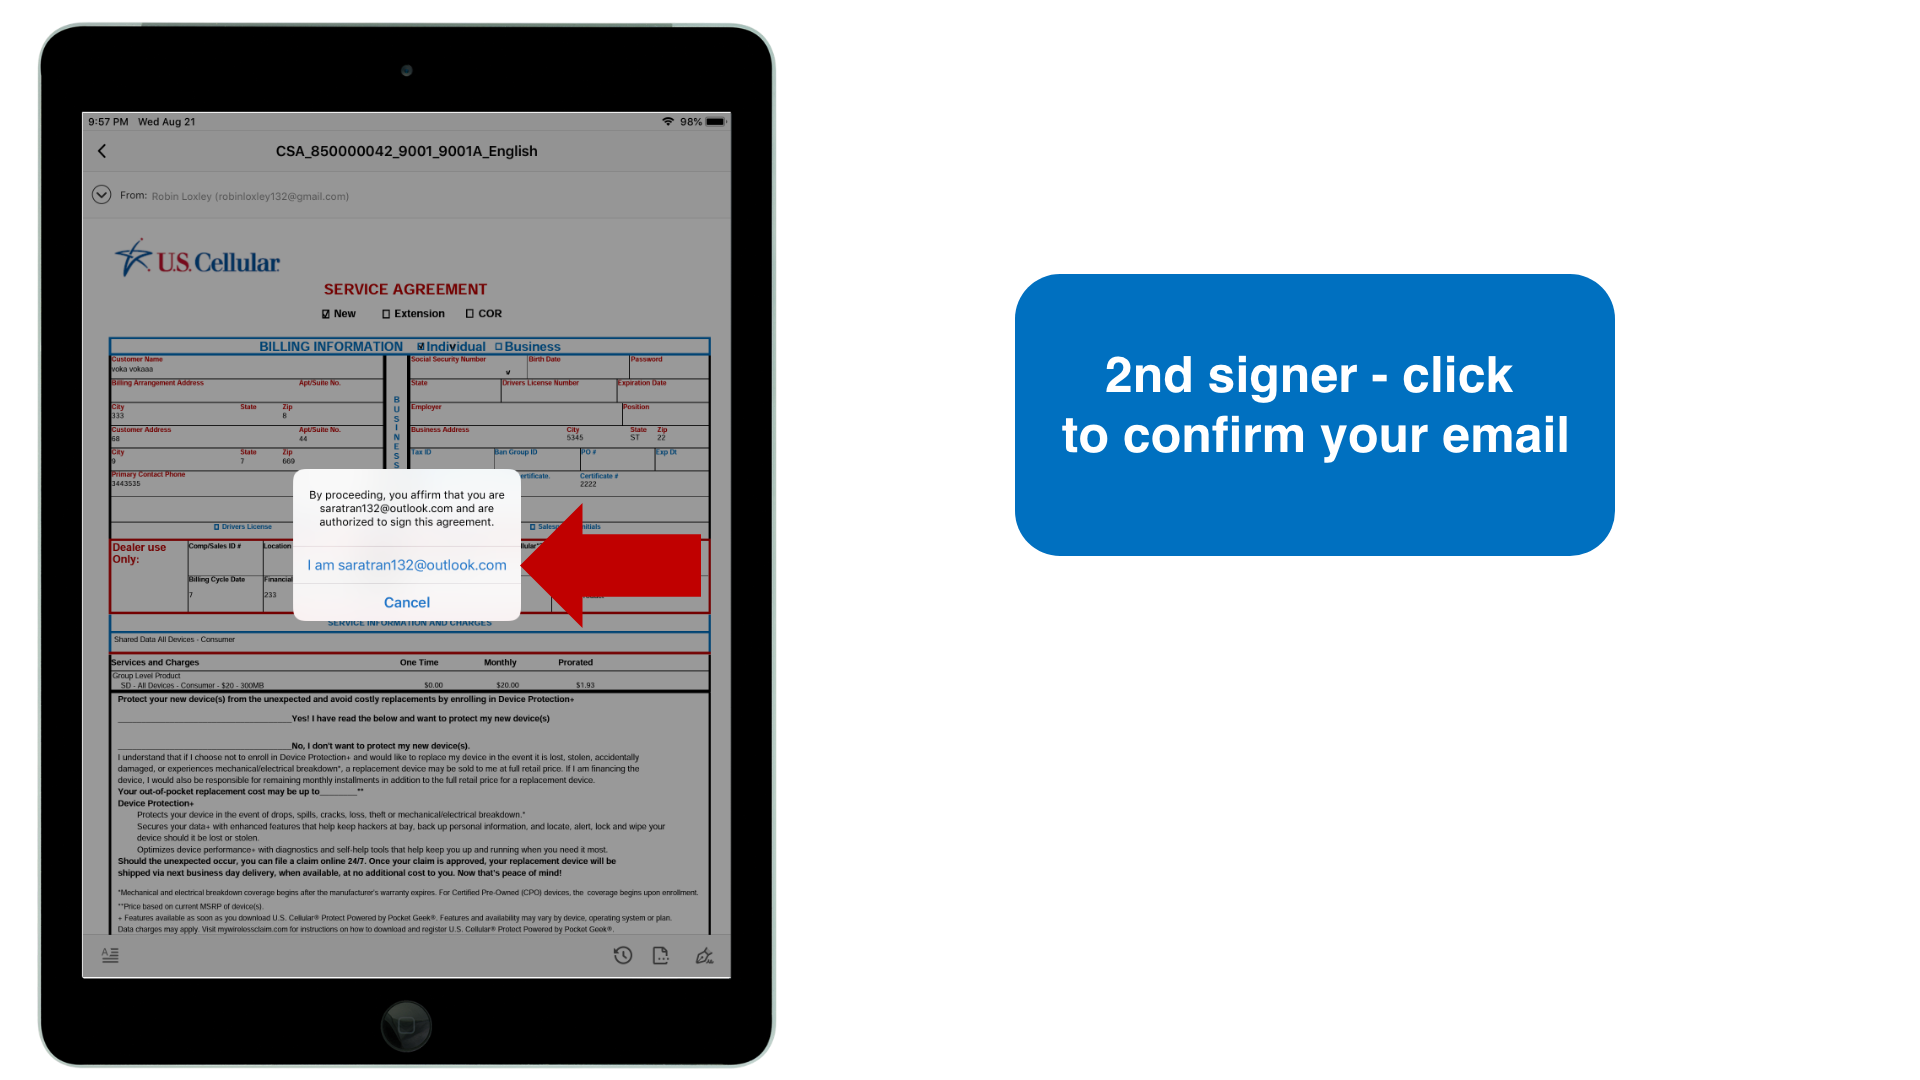 9:57 PM Wed Aug 21 98%
CSA_850000042_9001_9001A_English
From: Robin Loxley (robinloxley132@gmail.com)
U.S. Cellular
SERVICE AGREEMENT
New Extension COR
BILLING INFORMATION Individual Business
Customer Name Social Security Number Birth Date Password
voka vokaaa
Billing Arrangement Address Apt/Suite No. State Drivers License Number Expiration Date
City State Zip Employer Position
333 8
Customer Address Apt/Suite No. Business Address City State Zip
68 44 5345 ST 22
City State Zip Tax ID Ban Group ID PO # Exp Dt
9 7 669
BUSINESS
Primary Contact Phone Certificate #
3443535 2222
Drivers License
Dealer use
Only:
Comp/Sales ID # Location
Billing Cycle Date Financial
7 233
By proceeding, you affirm that you are
saratran132@outlook.com and are
authorized to sign this agreement.
I am saratran132@outlook.com
Cancel
SERVICE INFORMATION AND CHARGES
Shared Data All Devices - Consumer
Services and Charges One Time Monthly Prorated
Group Level Product
SD - All Devices - Consumer - $20 - 300MB $0.00 $20.00 $1.93
Protect your new device(s) from the unexpected and avoid costly replacements by enrolling in Device Protection+
Yes! I have read the below and want to protect my new device(s)
No, I don't want to protect my new device(s).
I understand that if I choose not to enroll in Device Protection+ and would like to replace my device in the event it is lost, stolen, accidentally
damaged, or experiences mechanical/electrical breakdown*, a replacement device may be sold to me at full retail price. If I am financing the
device, I would also be responsible for remaining monthly installments in addition to the full retail price for a replacement device.
Your out-of-pocket replacement cost may be up to________**
Device Protection+
Protects your device in the event of drops, spills, cracks, loss, theft or mechanical/electrical breakdown.*
Secures your data+ with enhanced features that help keep hackers at bay, back up personal information, and locate, alert, lock and wipe your
device should it be lost or stolen.
Optimizes device performance+ with diagnostics and self-help tools that help keep you up and running when you need it most.
Should the unexpected occur, you can file a claim online 24/7. Once your claim is approved, your replacement device will be
shipped via next business day delivery, when available, at no additional cost to you. Now that's peace of mind!
*Mechanical and electrical breakdown coverage begins after the manufacturer's warranty expires. For Certified Pre-Owned (CPO) devices, the coverage begins upon enrollment.
**Price based on current MSRP of device(s).
+ Features available as soon as you download U.S. Cellular® Protect Powered by Pocket Geek®. Features and availability may vary by device, operating system or plan.
Data charges may apply. Visit mywirelessclaim.com for instructions on how to download and register U.S. Cellular® Protect Powered by Pocket Geek®.
2nd signer - click
to confirm your email